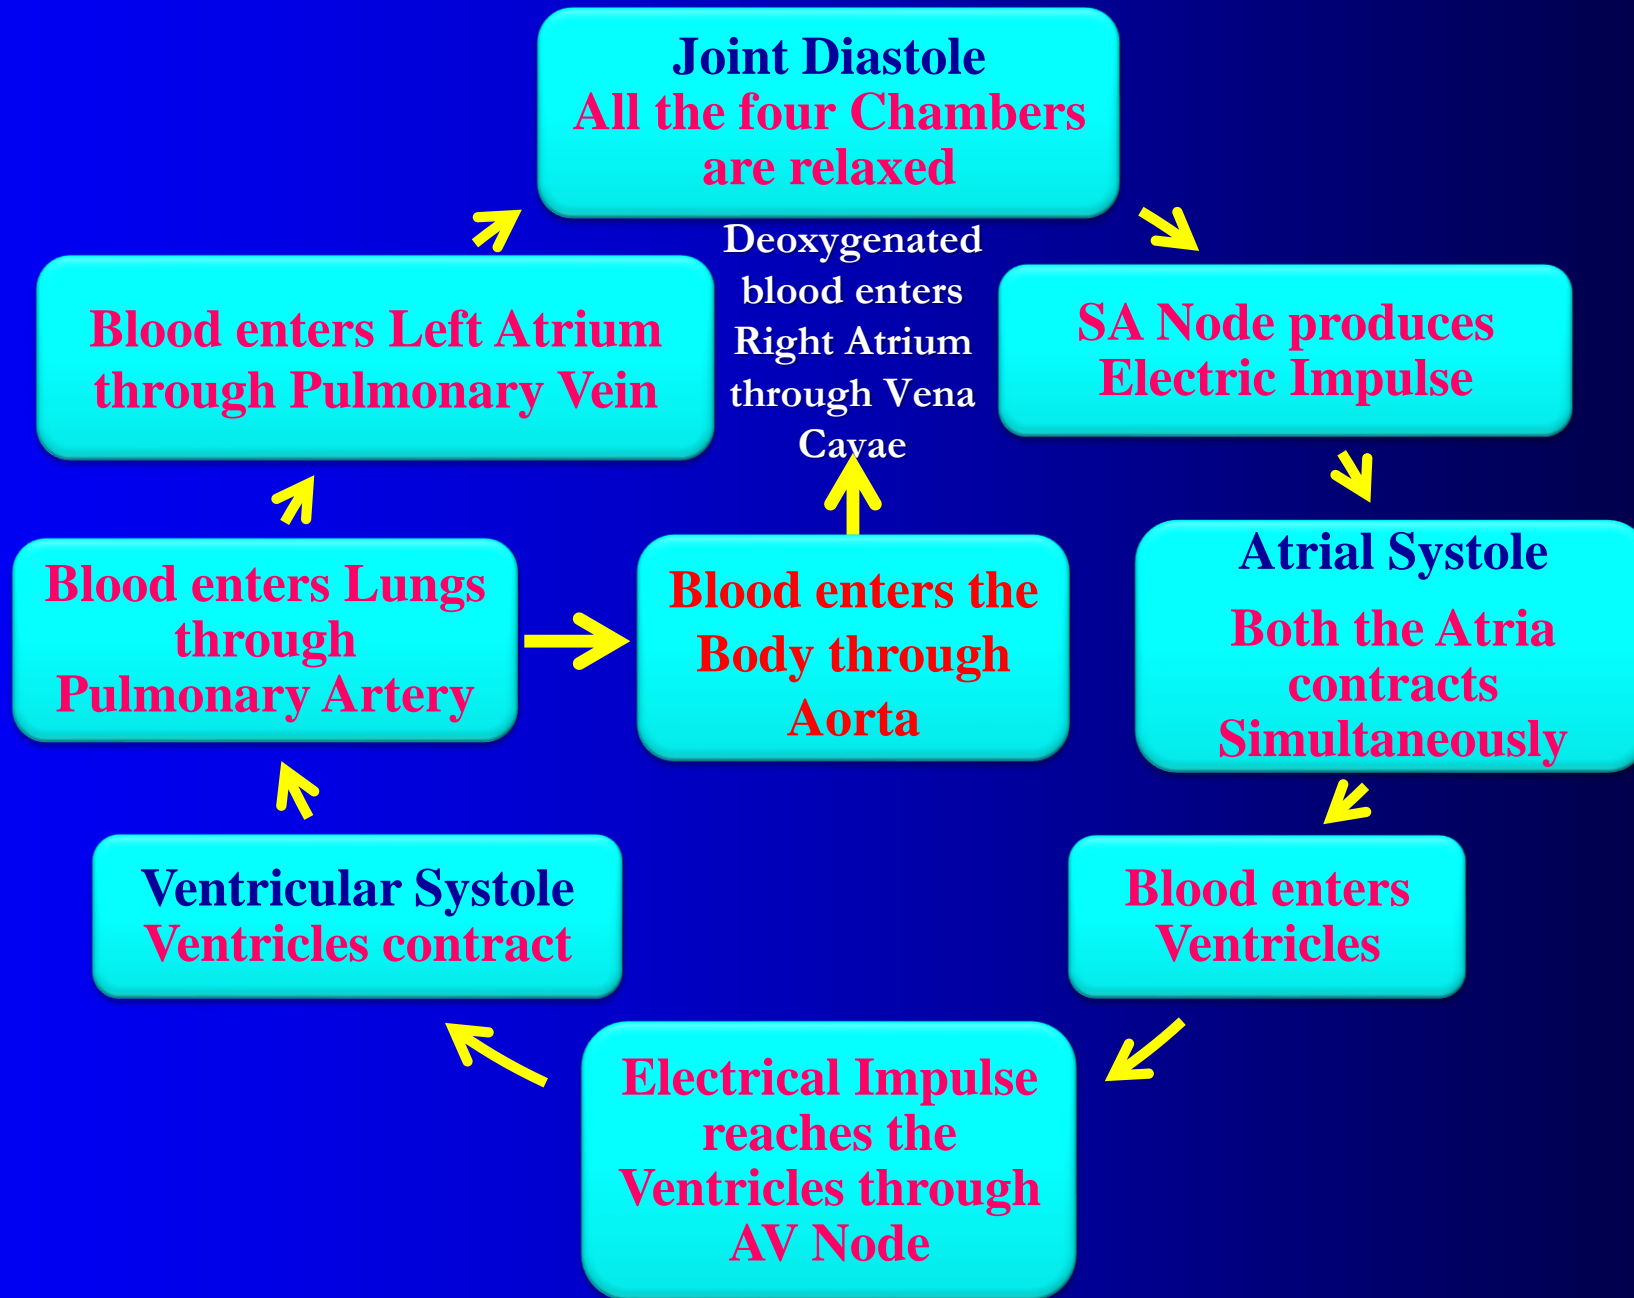 Joint Diastole
All the four Chambers
are relaxed
Deoxygenated
blood enters
Right Atrium
through Vena
Cavae
SA Node produces
Electric Impulse
Atrial Systole
Both the Atria
contracts
Simultaneously
Blood enters
Ventricles
Electrical Impulse
reaches the
Ventricles through
AV Node
Ventricular Systole
Ventricles contract
Blood enters Lungs
through
Pulmonary Artery
Blood enters the
Body through
Aorta
Blood enters Left Atrium
through Pulmonary Vein